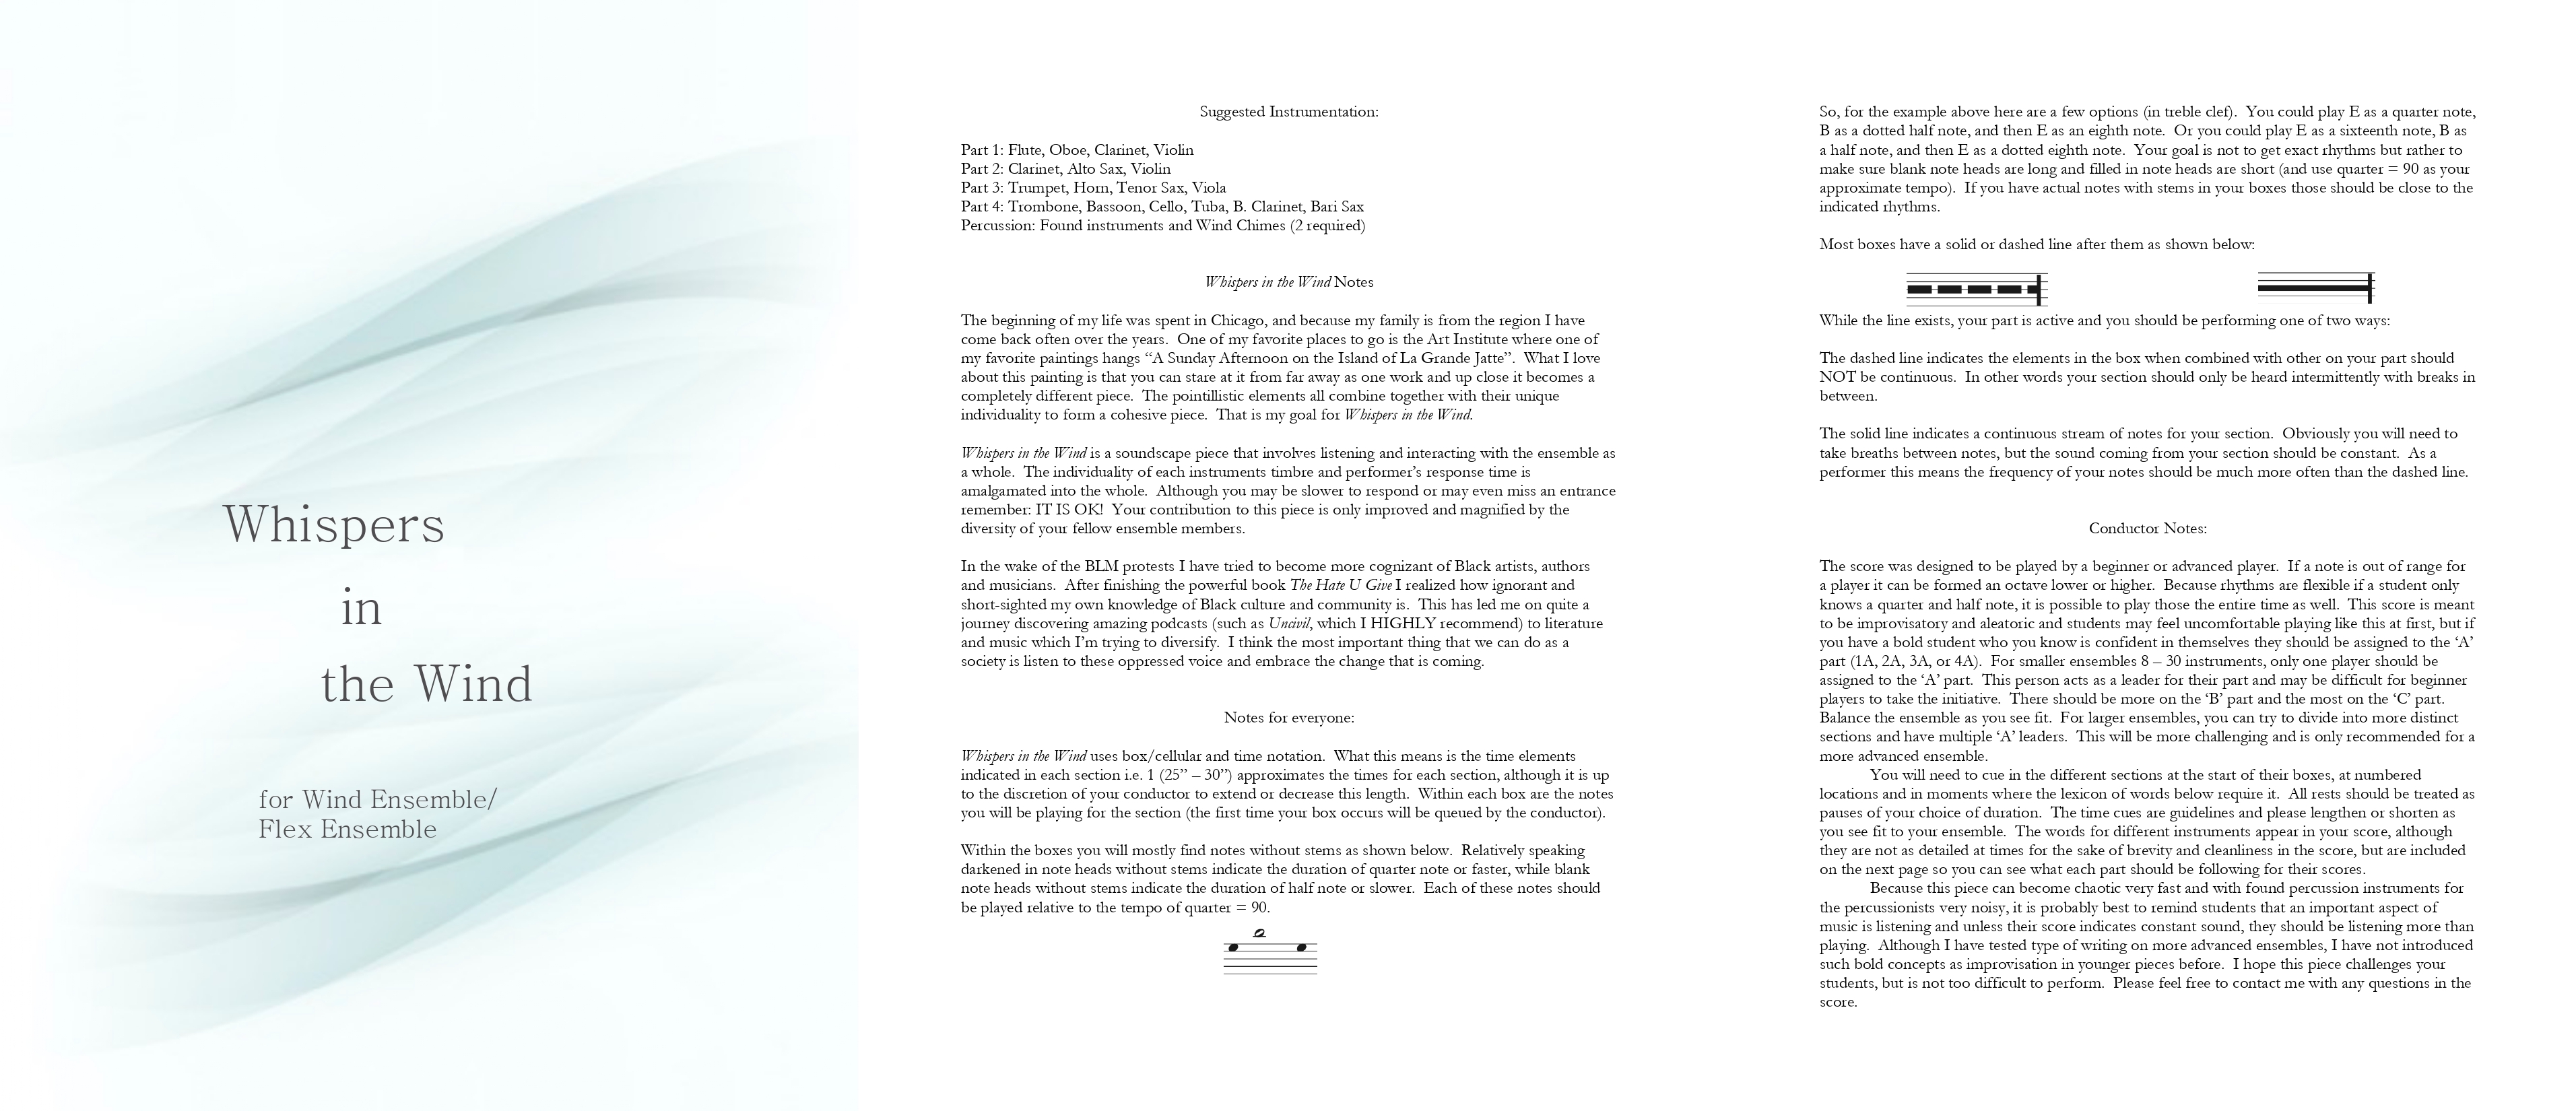 Whispers
in
the Wind
for Wind Ensemble/
Flex Ensemble
Suggested Instrumentation:
Part 1: Flute, Oboe, Clarinet, Violin
Part 2: Clarinet, Alto Sax, Violin
Part 3: Trumpet, Horn, Tenor Sax, Viola
Part 4: Trombone, Bassoon, Cello, Tuba, B. Clarinet, Bari Sax
Percussion: Found instruments and Wind Chimes (2 required)
Whispers in the Wind Notes
The beginning of my life was spent in Chicago, and because my family is from the region I have
come back often over the years.  One of my favorite places to go is the Art Institute where one of
my favorite paintings hangs “A Sunday Afternoon on the Island of La Grande Jatte”.  What I love
about this painting is that you can stare at it from far away as one work and up close it becomes a
completely different piece.  The pointillistic elements all combine together with their unique
individuality to form a cohesive piece.  That is my goal for Whispers in the Wind.
Whispers in the Wind is a soundscape piece that involves listening and interacting with the ensemble as
a whole.  The individuality of each instruments timbre and performer’s response time is
amalgamated into the whole.  Although you may be slower to respond or may even miss an entrance
remember: IT IS OK!  Your contribution to this piece is only improved and magnified by the
diversity of your fellow ensemble members.
In the wake of the BLM protests I have tried to become more cognizant of Black artists, authors
and musicians.  After finishing the powerful book The Hate U Give I realized how ignorant and
short-sighted my own knowledge of Black culture and community is.  This has led me on quite a
journey discovering amazing podcasts (such as Uncivil, which I HIGHLY recommend) to literature
and music which I’m trying to diversify.  I think the most important thing that we can do as a
society is listen to these oppressed voice and embrace the change that is coming.
Notes for everyone:
Whispers in the Wind uses box/cellular and time notation.  What this means is the time elements
indicated in each section i.e. 1 (25” – 30”) approximates the times for each section, although it is up
to the discretion of your conductor to extend or decrease this length.  Within each box are the notes
you will be playing for the section (the first time your box occurs will be queued by the conductor).
Within the boxes you will mostly find notes without stems as shown below.  Relatively speaking
darkened in note heads without stems indicate the duration of quarter note or faster, while blank
note heads without stems indicate the duration of half note or slower.  Each of these notes should
be played relative to the tempo of quarter = 90.
So, for the example above here are a few options (in treble clef).  You could play E as a quarter note,
B as a dotted half note, and then E as an eighth note.  Or you could play E as a sixteenth note, B as
a half note, and then E as a dotted eighth note.  Your goal is not to get exact rhythms but rather to
make sure blank note heads are long and filled in note heads are short (and use quarter = 90 as your
approximate tempo).  If you have actual notes with stems in your boxes those should be close to the
indicated rhythms.
Most boxes have a solid or dashed line after them as shown below:
While the line exists, your part is active and you should be performing one of two ways:
The dashed line indicates the elements in the box when combined with other on your part should
NOT be continuous.  In other words your section should only be heard intermittently with breaks in
between.
The solid line indicates a continuous stream of notes for your section.  Obviously you will need to
take breaths between notes, but the sound coming from your section should be constant.  As a
performer this means the frequency of your notes should be much more often than the dashed line.
Conductor Notes:
The score was designed to be played by a beginner or advanced player.  If a note is out of range for
a player it can be formed an octave lower or higher.  Because rhythms are flexible if a student only
knows a quarter and half note, it is possible to play those the entire time as well.  This score is meant
to be improvisatory and aleatoric and students may feel uncomfortable playing like this at first, but if
you have a bold student who you know is confident in themselves they should be assigned to the ‘A’
part (1A, 2A, 3A, or 4A).  For smaller ensembles 8 – 30 instruments, only one player should be
assigned to the ‘A’ part.  This person acts as a leader for their part and may be difficult for beginner
players to take the initiative.  There should be more on the ‘B’ part and the most on the ‘C’ part.
Balance the ensemble as you see fit.  For larger ensembles, you can try to divide into more distinct
sections and have multiple ‘A’ leaders.  This will be more challenging and is only recommended for a
more advanced ensemble.
You will need to cue in the different sections at the start of their boxes, at numbered
locations and in moments where the lexicon of words below require it.  All rests should be treated as
pauses of your choice of duration.  The time cues are guidelines and please lengthen or shorten as
you see fit to your ensemble.  The words for different instruments appear in your score, although
they are not as detailed at times for the sake of brevity and cleanliness in the score, but are included
on the next page so you can see what each part should be following for their scores.
Because this piece can become chaotic very fast and with found percussion instruments for
the percussionists very noisy, it is probably best to remind students that an important aspect of
music is listening and unless their score indicates constant sound, they should be listening more than
playing.  Although I have tested type of writing on more advanced ensembles, I have not introduced
such bold concepts as improvisation in younger pieces before.  I hope this piece challenges your
students, but is not too difficult to perform.  Please feel free to contact me with any questions in the
score.